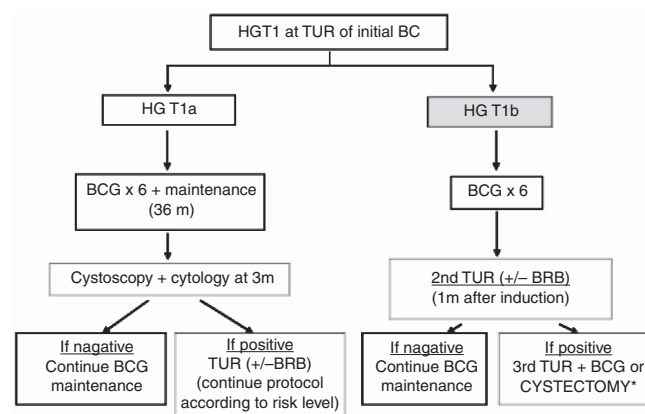 HGT1 at TUR of initial BC
HG T1a
HG T1b
BCG x 6 + maintenance
(36 m)
BCG x 6
Cystoscopy + cytology at 3m
2nd TUR (+/– BRB)
(1m after induction)
If nagative
Continue BCG
maintenance
If positive
TUR (+/–BRB)
(continue protocol
according to risk level)
If nagative
Continue BCG
maintenance
If positive
3rd TUR + BCG or
CYSTECTOMY*